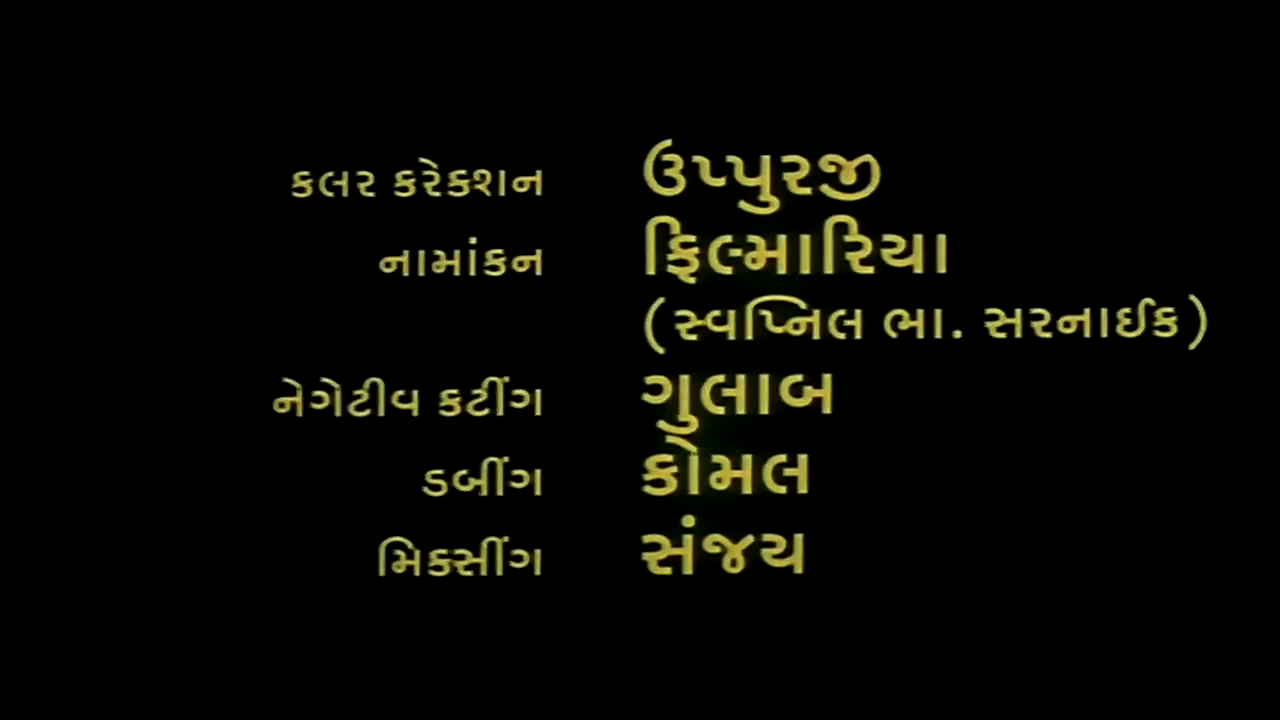 કલર કરેકશન ઉપ્પુરજી
નામાંકન ફિલ્મારિયા
(સ્વપ્નિલ ભા. સરનાઈક)
નેગેટીવ કટીંગ ગુલાબ
ડબીંગ કોમલ
મિક્સીંગ સંજય